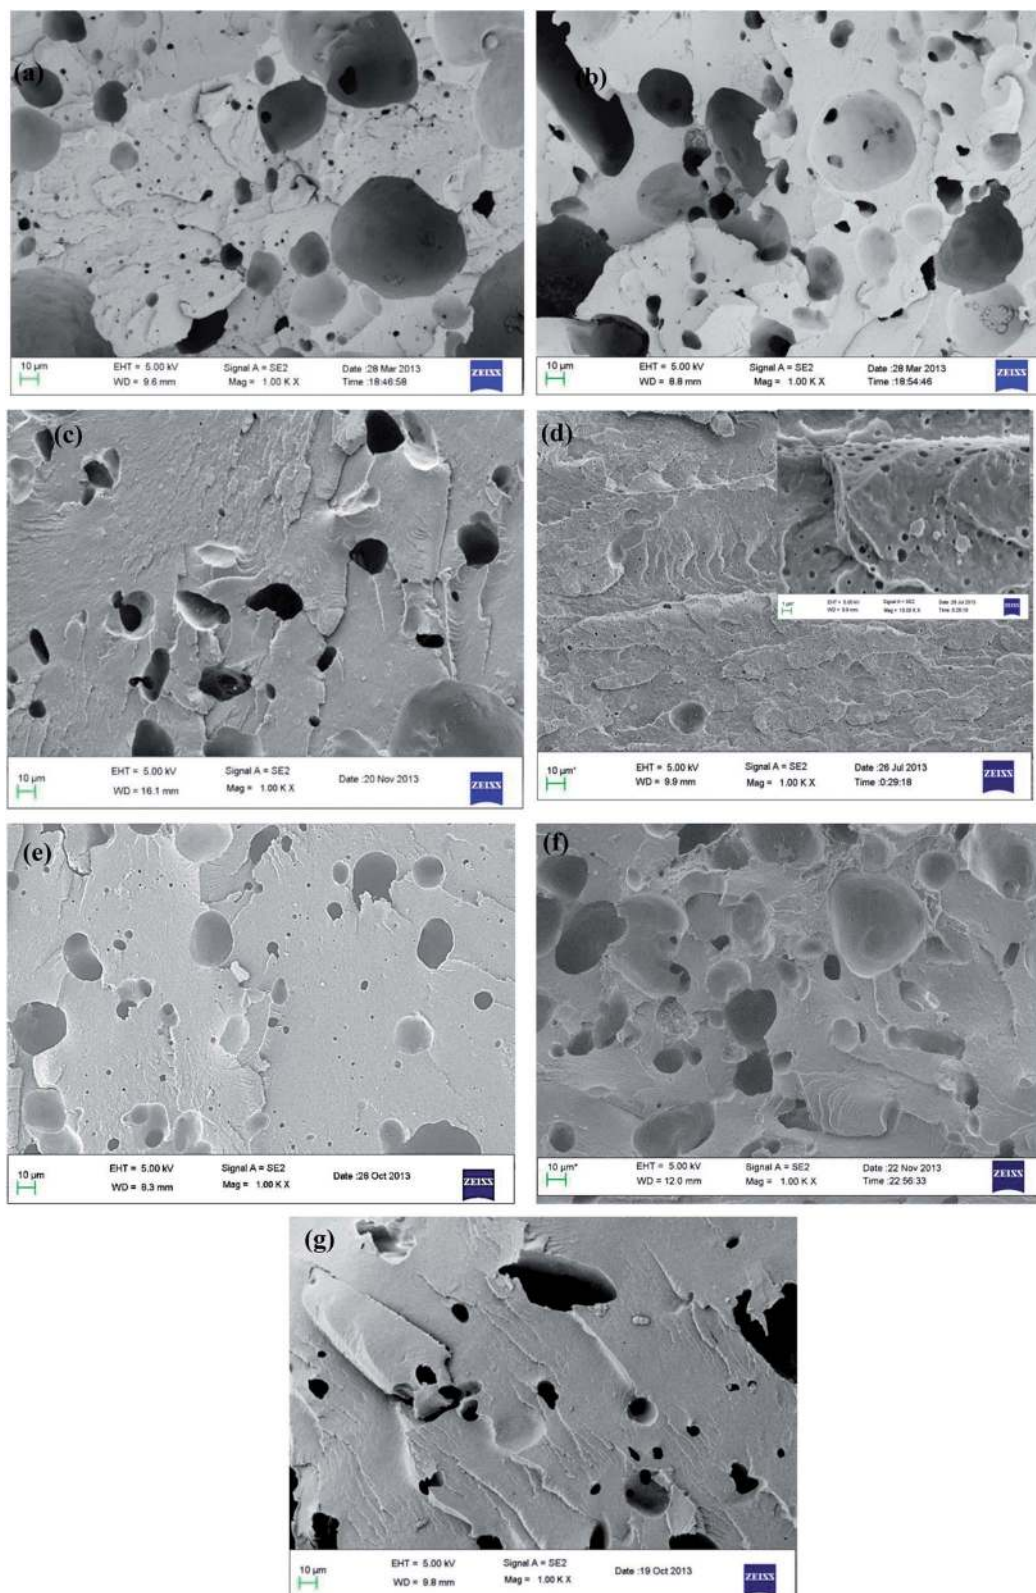 (a)
10 µm
EHT = 5.00 kV
Signal A = SE2
Date :28 Mar 2013
WD = 9.6 mm
Mag = 1.00 K X
Time :18:46:58
ZEISS
(b)
10 µm
EHT = 5.00 kV
Signal A = SE2
Date :28 Mar 2013
WD = 8.8 mm
Mag = 1.00 K X
Time :18:54:46
ZEISS
(c)
10 µm
EHT = 5.00 kV
Signal A = SE2
Date :20 Nov 2013
WD = 16.1 mm
Mag = 1.00 K X
ZEISS
(d)
EHT = 5.00 kV
Signal A = SE2
10 µm*
EHT = 5.00 kV
Signal A = SE2
Date :26 Jul 2013
WD = 9.9 mm
Mag = 1.00 K X
Time :0:29:18
ZEISS
(e)
10 µm
EHT = 5.00 kV
Signal A = SE2
Date :28 Oct 2013
WD = 8.3 mm
Mag = 1.00 K X
ZEISS
(f)
10 µm*
EHT = 5.00 kV
Signal A = SE2
Date :22 Nov 2013
WD = 12.0 mm
Mag = 1.00 K X
Time :22:56:33
ZEISS
(g)
10 µm
EHT = 5.00 kV
Signal A = SE2
Date :19 Oct 2013
WD = 9.8 mm
Mag = 1.00 K X
ZEISS